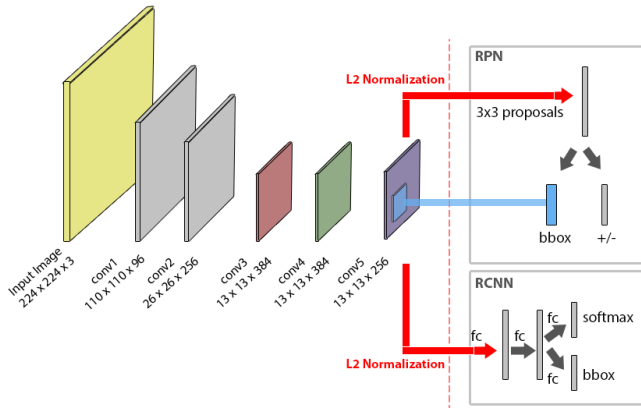 RPN
L2 Normalization
3x3 proposals
bbox
+/-
Input Image
224 x 224 x 3
conv1
110 x 110 x 96
conv2
26 x 26 x 256
conv3
13 x 13 x 384
conv4
13 x 13 x 384
conv5
13 x 13 x 256
RCNN
L2 Normalization
fc
fc
fc
fc
softmax
bbox